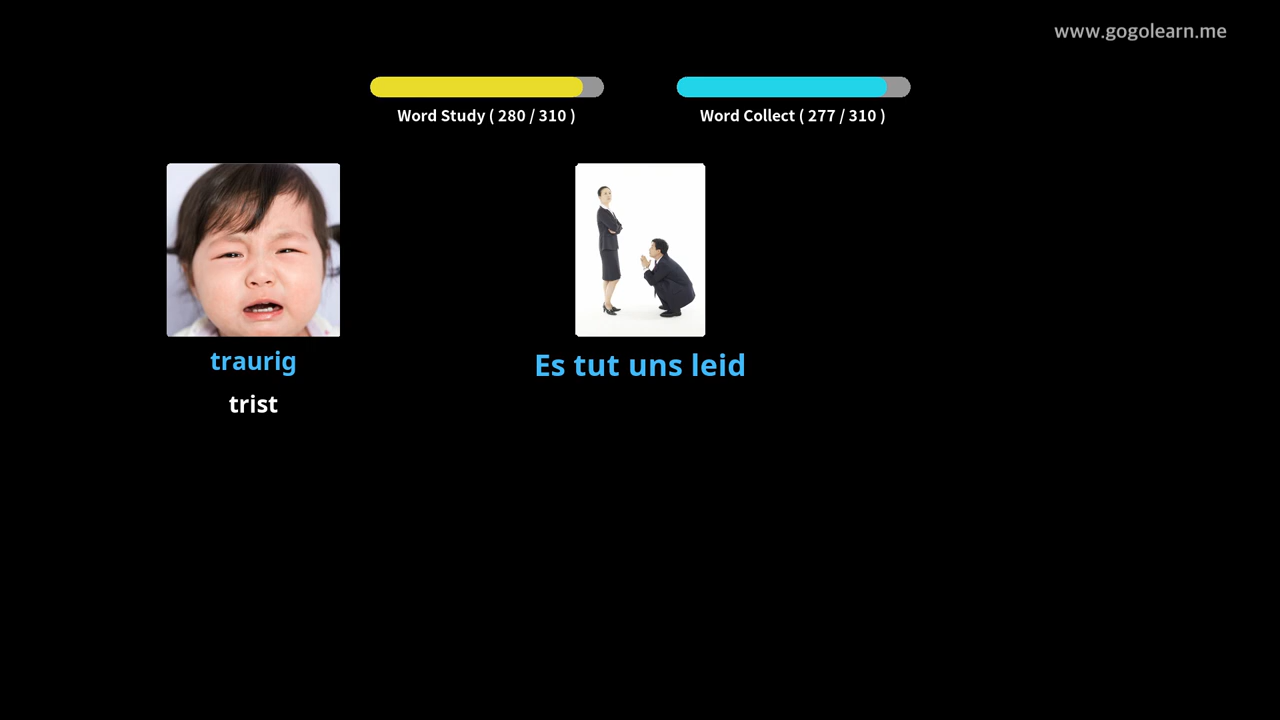 www.gogolearn.me
Word Study ( 280 / 310 )
Word Collect ( 277 / 310 )
traurig
trist
Es tut uns leid